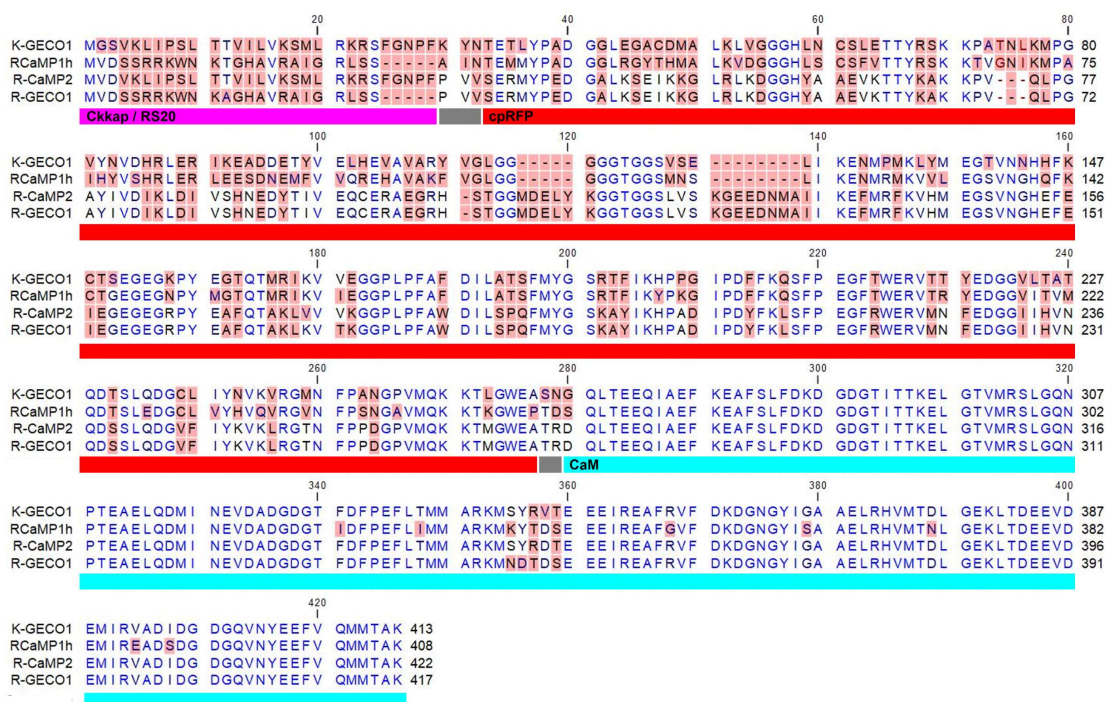 20 40 60 80
K-GECO1 MGSVKLIPSL TTVILVKSML RKRSFGNPFK YNTETLYPAD GGLEGACDMA LKLVGGGHLN CSLETTYRSK KPATNLKMPG 80
RCaMP1h MVDSSRRKWN KTGHAVRAIG RLSS-----A INTEMMYPAD GGLRGYTHMA LKVDGGGHLS CSFVTTYRSK KTVGNIKMPA 75
R-CaMP2 MVDVKLIPSL TTVILVKSML RKRSFGNPFP VVSERMYPED GALKSEIKKG LRLKDGGHYA AEVKTTYKAK KPV---QLPG 77
R-GECO1 MVDSSRRKWN KAGHAVRAIG RLSS-----P VVSERMYPED GALKSEIKKG LRLKDGGHYA AEVKTTYKAK KPV---QLPG 72
Ckkap / RS20 cpRFP
100 120 140 160
K-GECO1 VYNVDHRLER IKEADDETYV ELHEVAVARY VGLGG----- GGGTGGSVSE ---------LI KENMPMKLYM EGTVNNHHFK 147
RCaMP1h IHYVSHRLER LEESDNEMFV VQREHAVAKF VGLGG----- GGGTGGSMNS ---------LI KENMRMKVVL EGSVNGHQFK 142
R-CaMP2 AYIVDIKLDI VSHNEDYTIV EQCERAEGRH -STGGMDELY KGGTGGSLVS KGEEDNMAII KEFMRFKVHM EGSVNGHEFE 156
R-GECO1 AYIVDIKLDI VSHNEDYTIV EQCERAEGRH -STGGMDELY KGGTGGSLVS KGEEDNMAII KEFMRFKVHM EGSVNGHEFE 151
180 200 220 240
K-GECO1 CTSEGEGKPY EGTQTMRIKV VEGGPLPFAF DILATSFMYG SRTFIKHPPG IPDFFKQSFP EGFTWERVTT YEDGGVLTAT 227
RCaMP1h CTGEGEGNPY MGTQTMRIKV IEGGPLPFAF DILATSFMYG SRTFIKYPKG IPDFFKQSFP EGFTWERVTR YEDGGVITVM 222
R-CaMP2 IEGEGEGRPY EAFQTAKLVV VKGGPLPFAW DILSPQFMYG SKAYIKHPAD IPDYFKLSFP EGFRWERVMN FEDGGIIHVN 236
R-GECO1 IEGEGEGRPY EAFQTAKLKV TKGGPLPFAW DILSPQFMYG SKAYIKHPAD IPDYFKLSFP EGFRWERVMN FEDGGIIHVN 231
260 280 300 320
K-GECO1 QDTSLQDGCL IYNVKVRGMN FPANGPVMQK KTLGWEASNG QLTEEQIAEF KEAFSLFDKD GDGTITTKEL GTVMRSLGQN 307
RCaMP1h QDTSLEDGCL VYHVQVRGVN FPSNGAVMQK KTKGWEPTDS QLTEEQIAEF KEAFSLFDKD GDGTITTKEL GTVMRSLGQN 302
R-CaMP2 QDSSLQDGVF IYKVKLRGTN FPPDGPVMQK KTMGWEATRD QLTEEQIAEF KEAFSLFDKD GDGTITTKEL GTVMRSLGQN 316
R-GECO1 QDSSLQDGVF IYKVKLRGTN FPPDGPVMQK KTMGWEATRD QLTEEQIAEF KEAFSLFDKD GDGTITTKEL GTVMRSLGQN 311
CaM
340 360 380 400
K-GECO1 PTEAELQDMI NEVDADGDGT FDFPEFLTMM ARKMSYRVTE EEIREAFRVF DKDGNGYIGA AELRHVMTDL GEKLTDEEVD 387
RCaMP1h PTEAELQDMI NEVDADGDGT IDFPEFLIMM ARKMKYTDSE EEIREAFGVF DKDGNGYISA AELRHVMTNL GEKLTDEEVD 382
R-CaMP2 PTEAELQDMI NEVDADGDGT FDFPEFLTMM ARKMSYRDTE EEIREAFRVF DKDGNGYIGA AELRHVMTDL GEKLTDEEVD 396
R-GECO1 PTEAELQDMI NEVDADGDGT FDFPEFLTMM ARKMNDTDSE EEIREAFRVF DKDGNGYIGA AELRHVMTDL GEKLTDEEVD 391
420
K-GECO1 EMIRVADIDG DGQVNYEEFV QMMTAK 413
RCaMP1h EMIREADSDG DGQVNYEEFV QMMTAK 408
R-CaMP2 EMIRVADIDG DGQVNYEEFV QMMTAK 422
R-GECO1 EMIRVADIDG DGQVNYEEFV QMMTAK 417